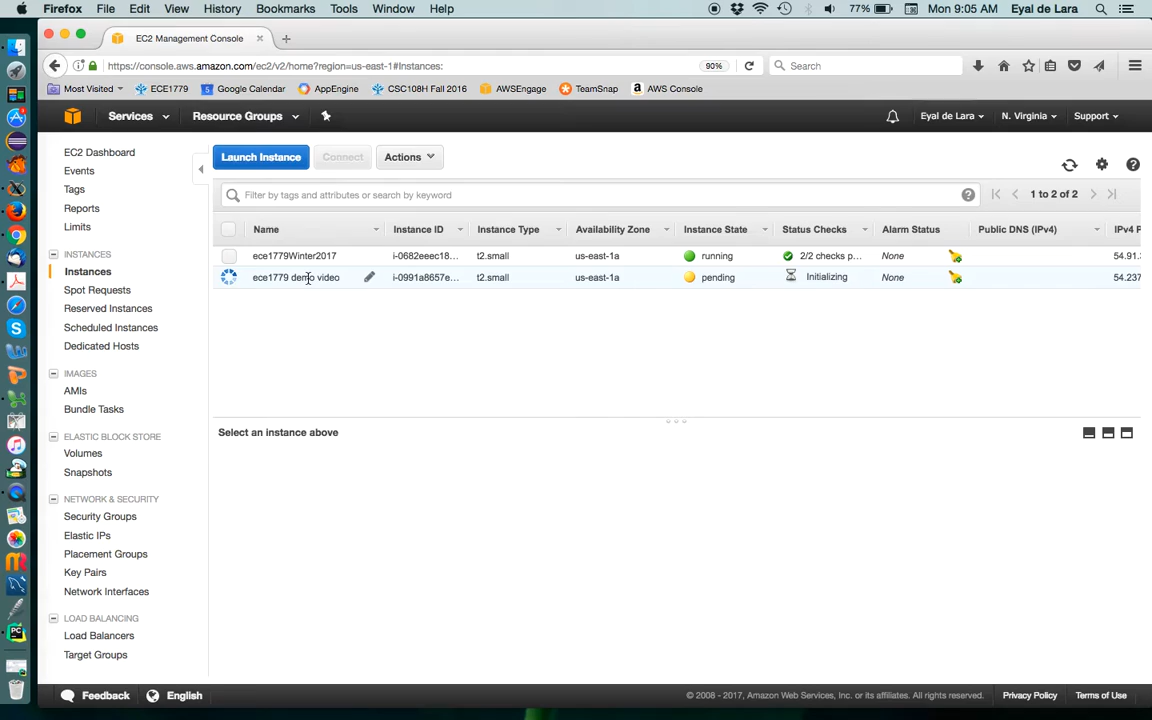 Firefox File Edit View History Bookmarks Tools Window Help 77% Mon 9:05 AM Eyal de Lara
EC2 Management Console
https://console.aws.amazon.com/ec2/v2/home?region=us-east-1#Instances: 90% Search
Most Visited ECE1779 Google Calendar AppEngine CSC108H Fall 2016 AWSEngage TeamSnap AWS Console
Services Resource Groups Eyal de Lara N. Virginia Support
EC2 Dashboard
Events
Tags
Reports
Limits
INSTANCES
Instances
Spot Requests
Reserved Instances
Scheduled Instances
Dedicated Hosts
IMAGES
AMIs
Bundle Tasks
ELASTIC BLOCK STORE
Volumes
Snapshots
NETWORK & SECURITY
Security Groups
Elastic IPs
Placement Groups
Key Pairs
Network Interfaces
LOAD BALANCING
Load Balancers
Target Groups
Launch Instance Connect Actions
Filter by tags and attributes or search by keyword 1 to 2 of 2
Name Instance ID Instance Type Availability Zone Instance State Status Checks Alarm Status Public DNS (IPv4) IPv4 P
ece1779Winter2017 i-0682eeec18... t2.small us-east-1a running 2/2 checks p... None 54.91.
ece1779 demo video i-0991a8657e... t2.small us-east-1a pending Initializing None 54.237
Select an instance above
Feedback English © 2008 - 2017, Amazon Web Services, Inc. or its affiliates. All rights reserved. Privacy Policy Terms of Use